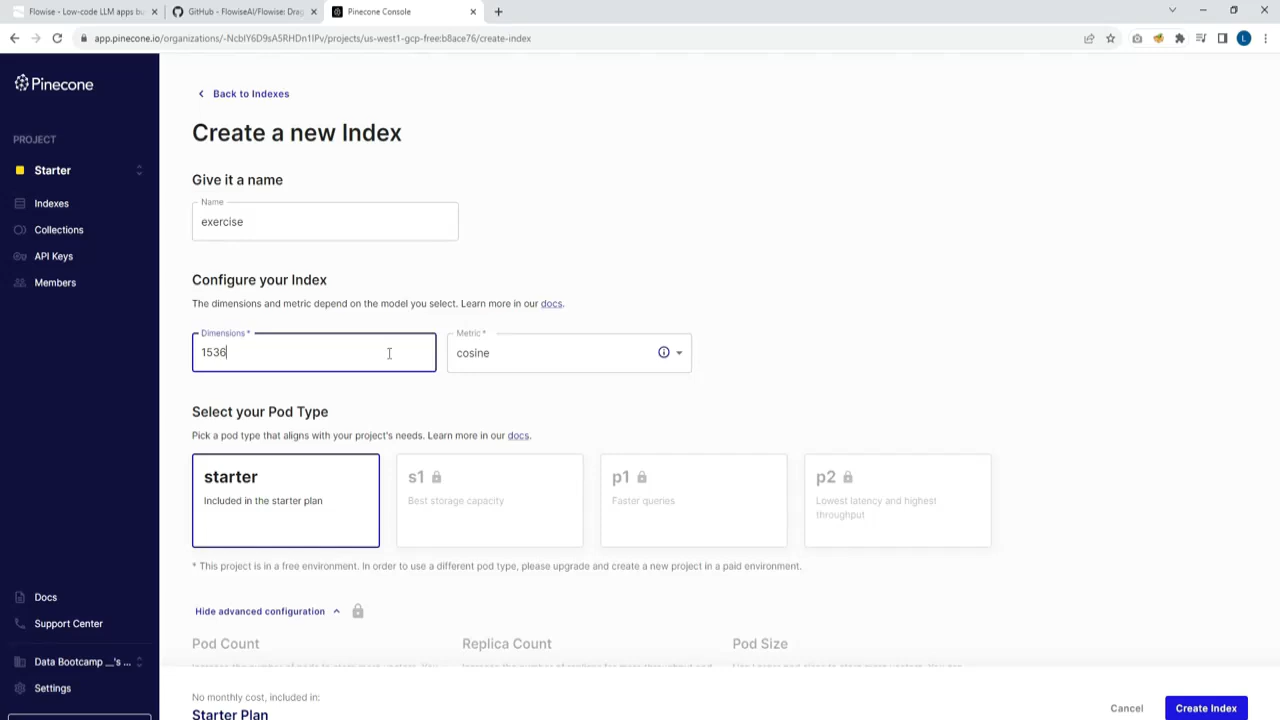 Flowise - Low-code LLM apps bu
GitHub - FlowiseAI/Flowise: Drag
Pinecone Console
app.pinecone.io/organizations/-NcbIY6D9sA5RHDn1IPv/projects/us-west1-gcp-free:b8ace76/create-index
L
Pinecone
PROJECT
Starter
Indexes
Collections
API Keys
Members
Docs
Support Center
Data Bootcamp __'s ...
Settings
Back to Indexes
Create a new Index
Give it a name
Name
exercise
Configure your Index
The dimensions and metric depend on the model you select. Learn more in our docs.
Dimensions *
1536
Metric *
cosine
Select your Pod Type
Pick a pod type that aligns with your project's needs. Learn more in our docs.
starter
Included in the starter plan
s1
Best storage capacity
p1
Faster queries
p2
Lowest latency and highest
throughput
* This project is in a free environment. In order to use a different pod type, please upgrade and create a new project in a paid environment.
Hide advanced configuration
Pod Count
Replica Count
Pod Size
No monthly cost, included in:
Starter Plan
Cancel
Create Index